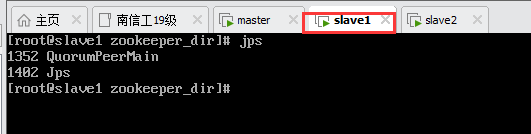 主页 南信工19级 master slave1 slave2
[root@slave1 zookeeper_dir]# jps
1352 QuorumPeerMain
1402 Jps
[root@slave1 zookeeper_dir]#